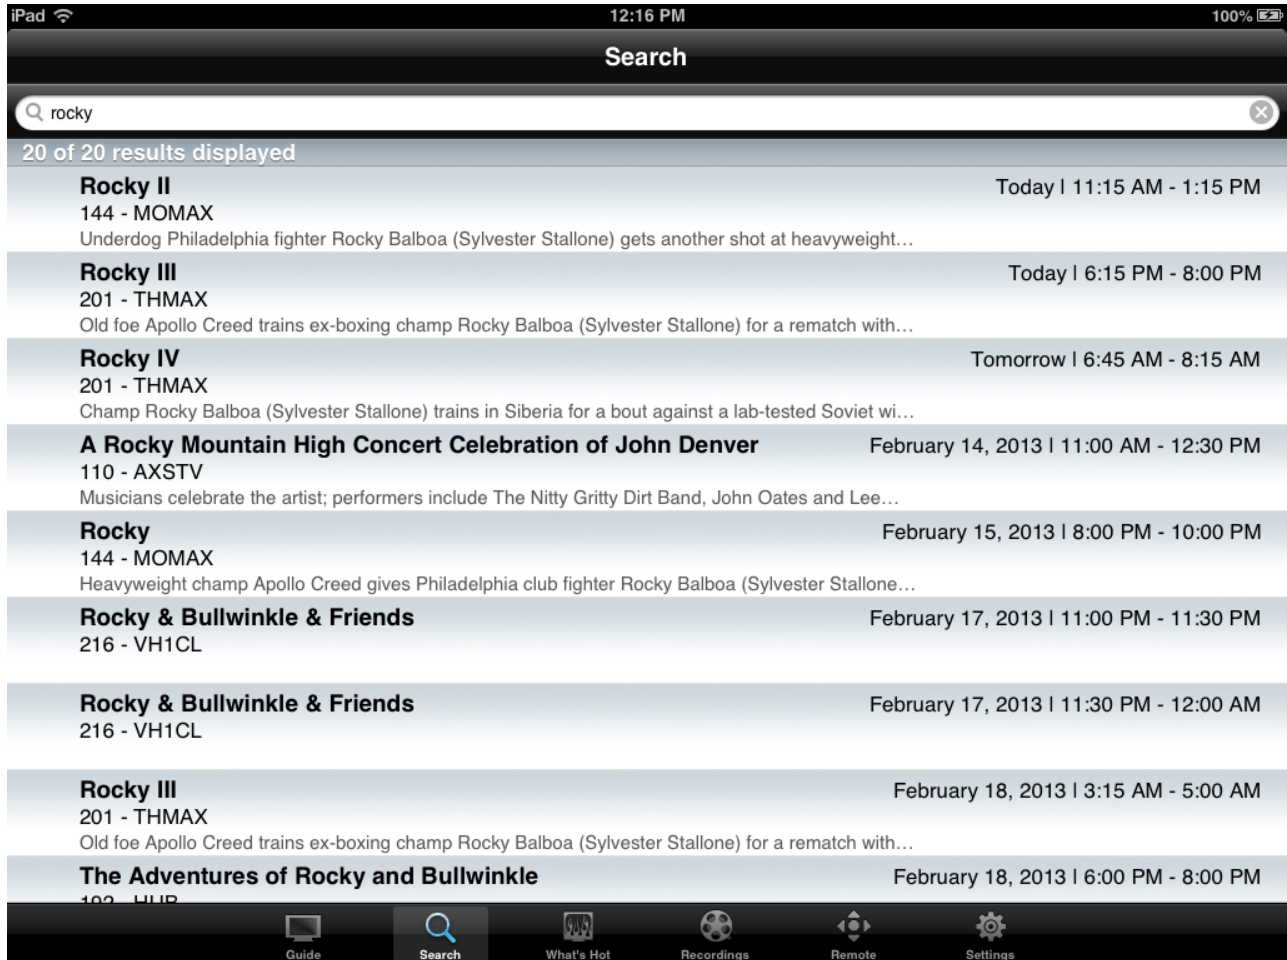 iPad 12:16 PM 100%
Search
rocky
20 of 20 results displayed
Rocky II Today | 11:15 AM - 1:15 PM
144 - MOMAX
Underdog Philadelphia fighter Rocky Balboa (Sylvester Stallone) gets another shot at heavyweight…
Rocky III Today | 6:15 PM - 8:00 PM
201 - THMAX
Old foe Apollo Creed trains ex-boxing champ Rocky Balboa (Sylvester Stallone) for a rematch with…
Rocky IV Tomorrow | 6:45 AM - 8:15 AM
201 - THMAX
Champ Rocky Balboa (Sylvester Stallone) trains in Siberia for a bout against a lab-tested Soviet wi…
A Rocky Mountain High Concert Celebration of John Denver February 14, 2013 | 11:00 AM - 12:30 PM
110 - AXSTV
Musicians celebrate the artist; performers include The Nitty Gritty Dirt Band, John Oates and Lee…
Rocky February 15, 2013 | 8:00 PM - 10:00 PM
144 - MOMAX
Heavyweight champ Apollo Creed gives Philadelphia club fighter Rocky Balboa (Sylvester Stallone…
Rocky & Bullwinkle & Friends February 17, 2013 | 11:00 PM - 11:30 PM
216 - VH1CL
Rocky & Bullwinkle & Friends February 17, 2013 | 11:30 PM - 12:00 AM
216 - VH1CL
Rocky III February 18, 2013 | 3:15 AM - 5:00 AM
201 - THMAX
Old foe Apollo Creed trains ex-boxing champ Rocky Balboa (Sylvester Stallone) for a rematch with…
The Adventures of Rocky and Bullwinkle February 18, 2013 | 6:00 PM - 8:00 PM
Guide Search What's Hot Recordings Remote Settings